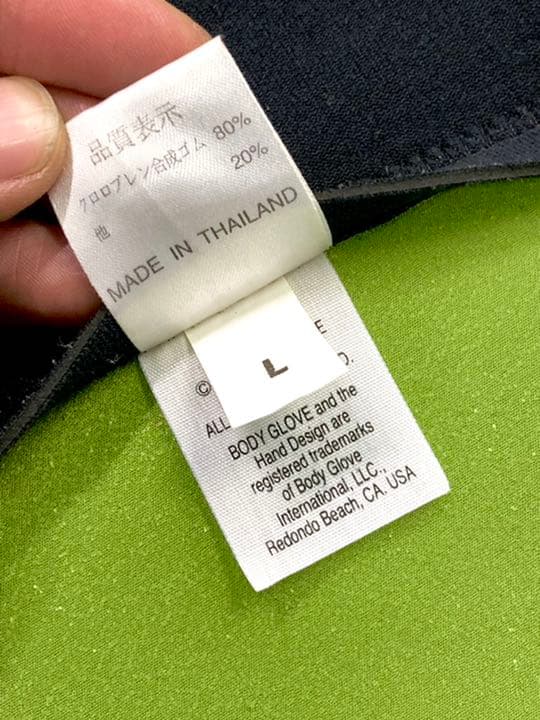 品質表示
クロロプレン合成ゴム 80%
他 20%
MADE IN THAILAND
L
©
E
ALL
D.
BODY GLOVE and the
Hand Design are
registered trademarks
of Body Glove
International, LLC.,
Redondo Beach, CA. USA